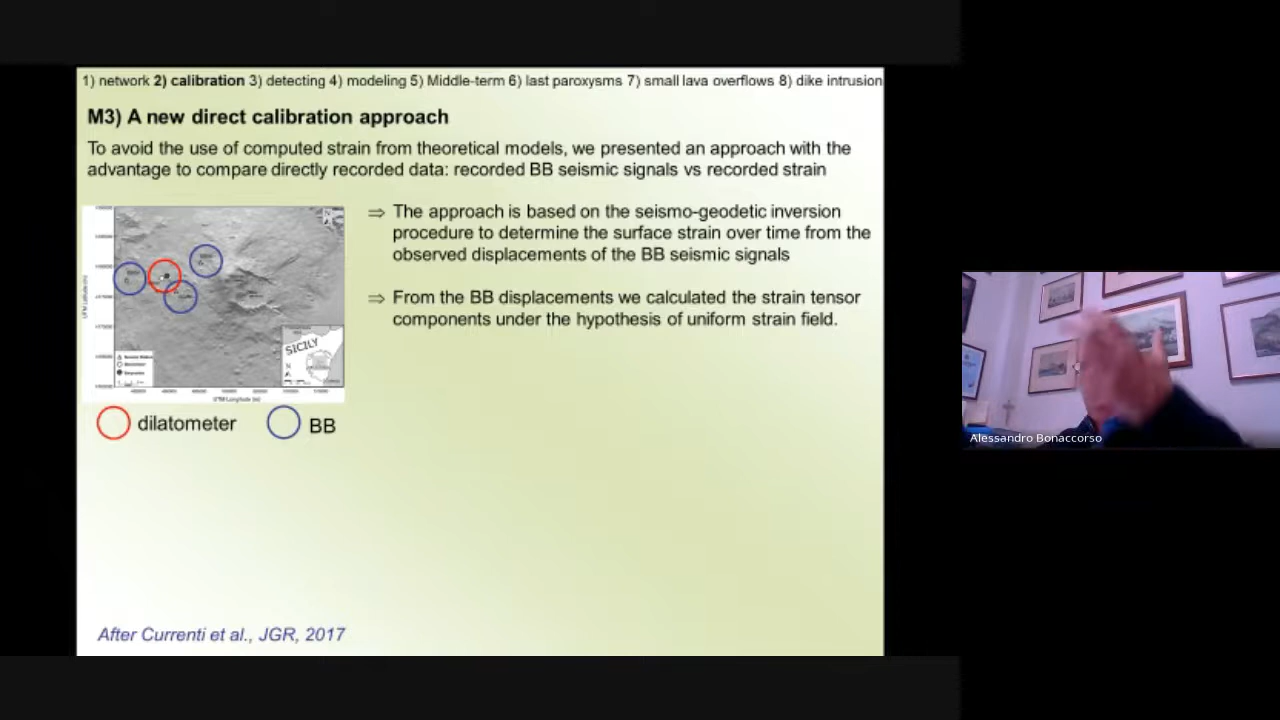 1) network 2) calibration 3) detecting 4) modeling 5) Middle-term 6) last paroxysms 7) small lava overflows 8) dike intrusion
M3) A new direct calibration approach
To avoid the use of computed strain from theoretical models, we presented an approach with the
advantage to compare directly recorded data: recorded BB seismic signals vs recorded strain
⇒ The approach is based on the seismo-geodetic inversion
procedure to determine the surface strain over time from the
observed displacements of the BB seismic signals
⇒ From the BB displacements we calculated the strain tensor
components under the hypothesis of uniform strain field.
SICILY
N
UTM Longitude (m)
dilatometer
BB
After Currenti et al., JGR, 2017
Alessandro Bonaccorso